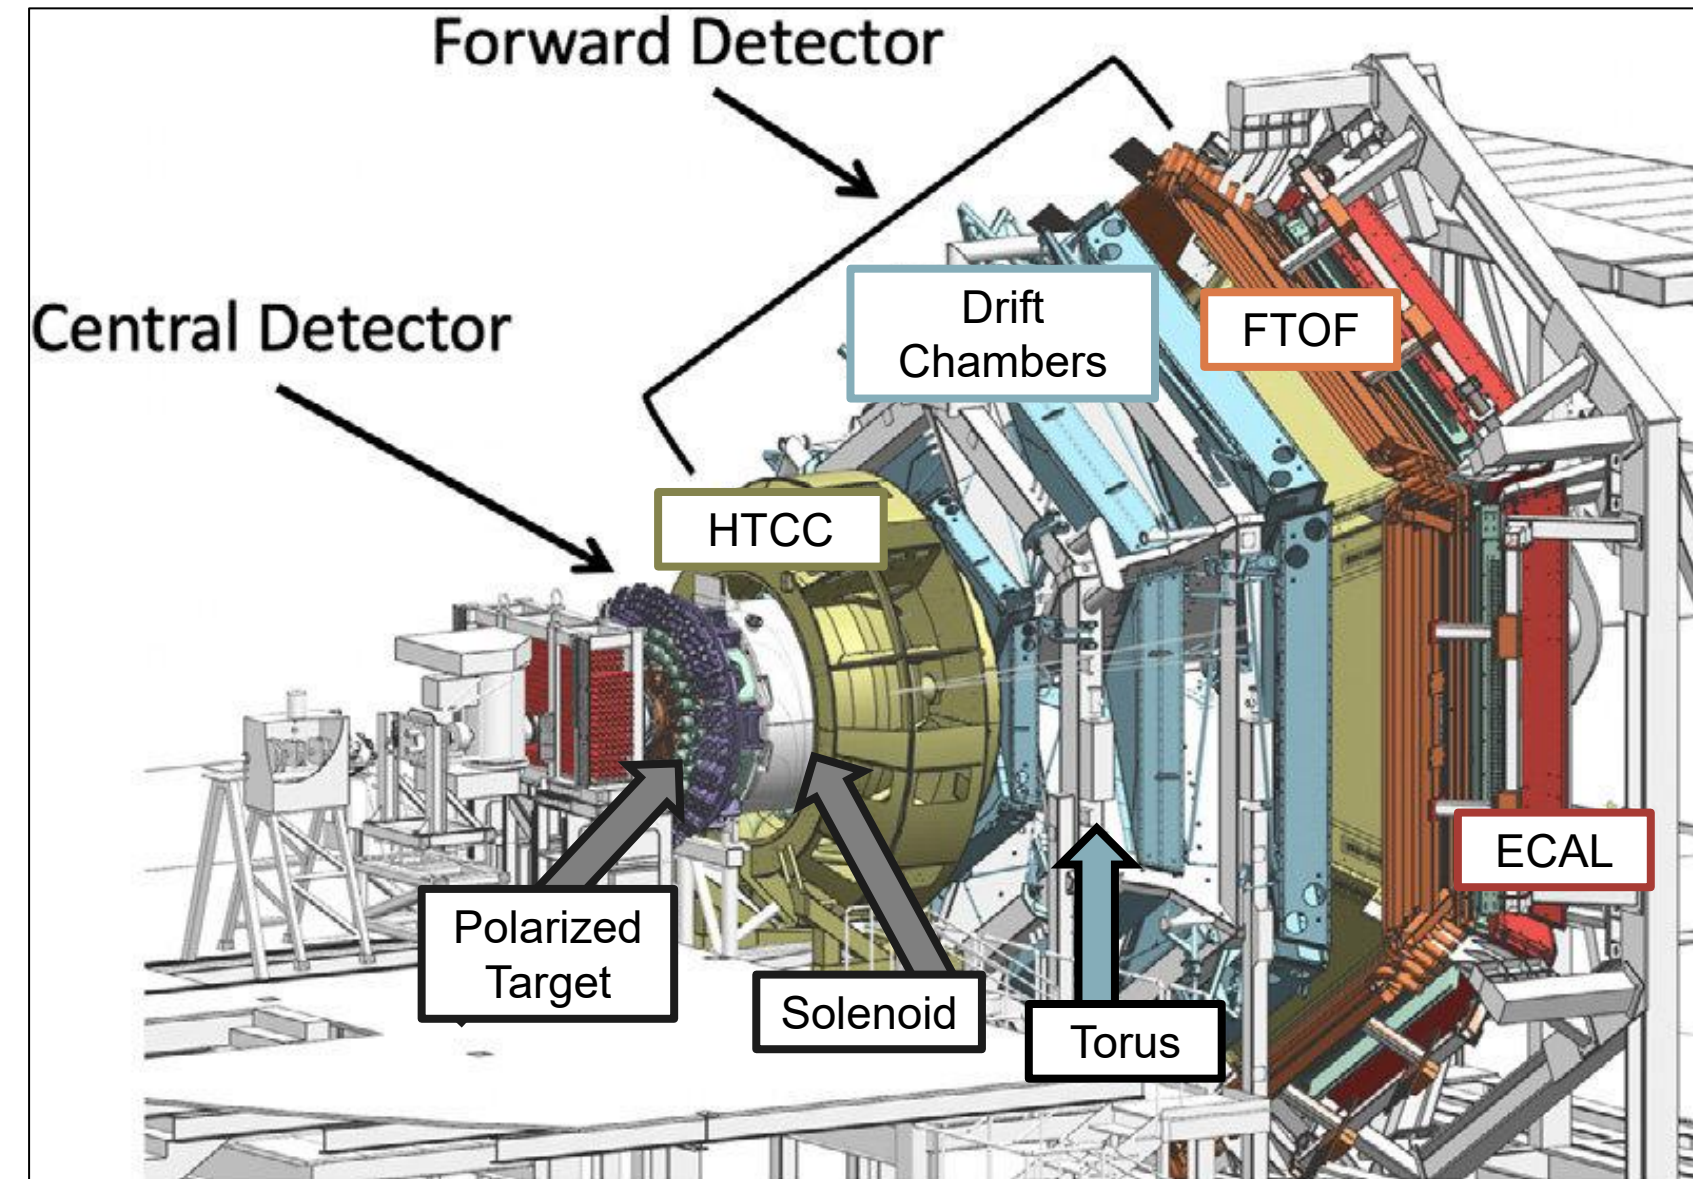 Forward Detector
Central Detector
Drift
Chambers
FTOF
HTCC
ECAL
Polarized
Target
Solenoid
Torus